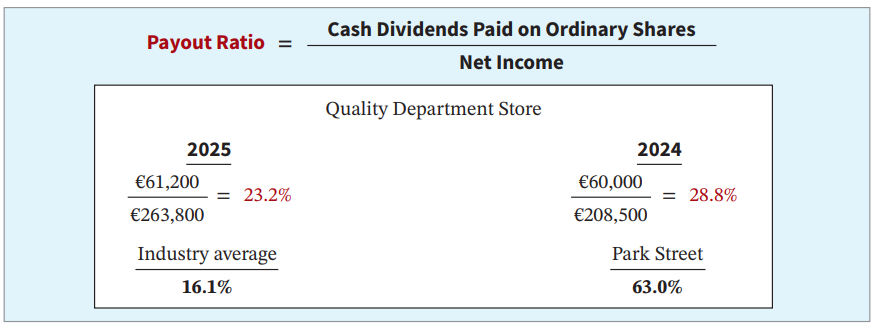 Payout Ratio = Cash Dividends Paid on Ordinary Shares
Net Income
Quality Department Store
2025 2024
€61,200 €60,000
= 23.2% = 28.8%
€263,800 €208,500
Industry average Park Street
16.1% 63.0%